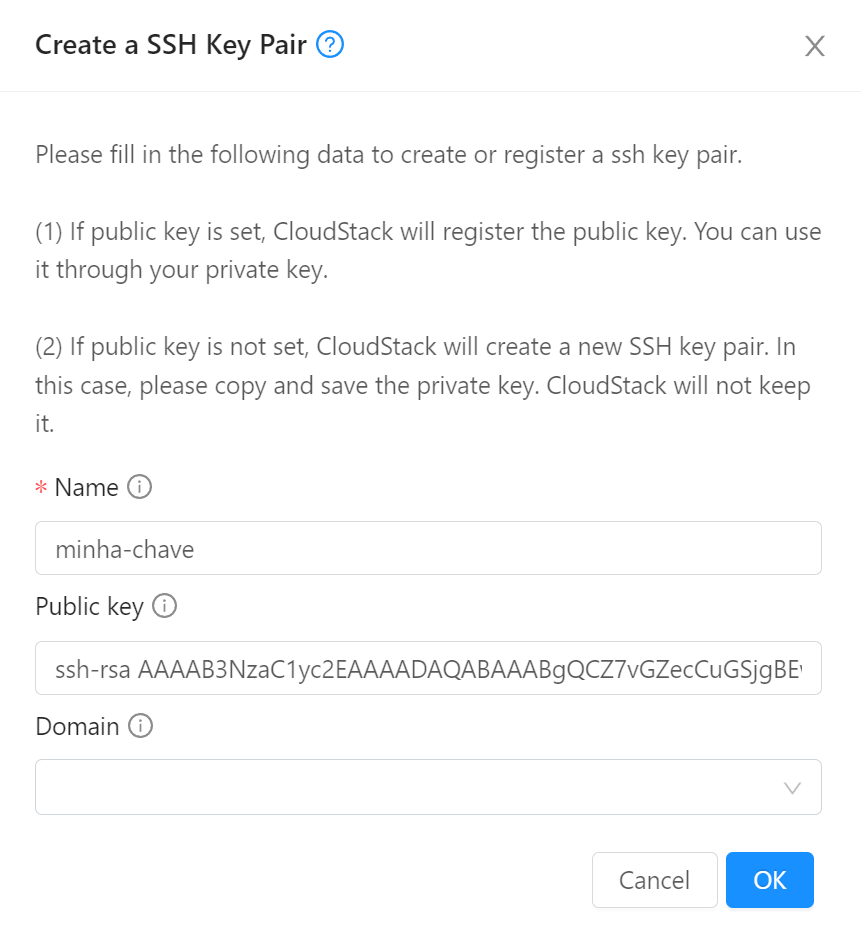 Create a SSH Key Pair
Please fill in the following data to create or register a ssh key pair.
(1) If public key is set, CloudStack will register the public key. You can use
it through your private key.
(2) If public key is not set, CloudStack will create a new SSH key pair. In
this case, please copy and save the private key. CloudStack will not keep
it.
* Name
minha-chave
Public key
ssh-rsa AAAAB3NzaC1yc2EAAAADAQABAAABgQCZ7vGZecCuGSjgBE
Domain
Cancel OK